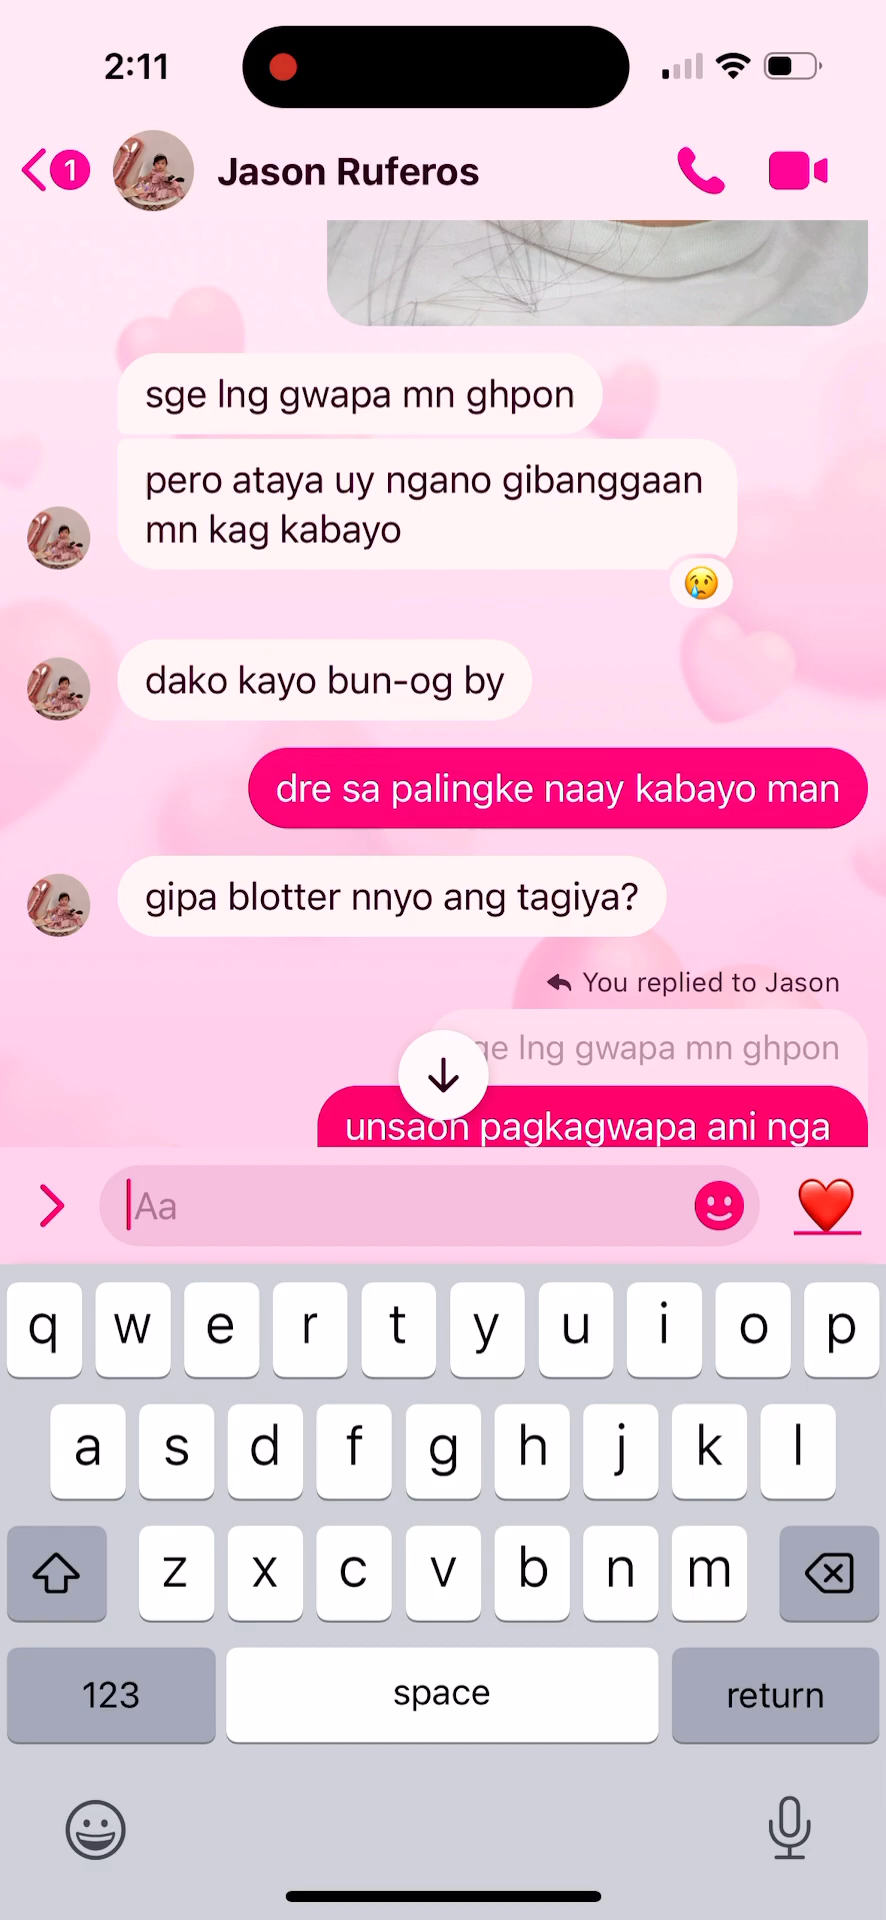 2:11
1
Jason Ruferos
sge lng gwapa mn ghpon
pero ataya uy ngano gibanggaan
mn kag kabayo
dako kayo bun-og by
dre sa palingke naay kabayo man
gipa blotter nnyo ang tagiya?
You replied to Jason
lng gwapa mn ghpon
unsaon pagkagwapa ani nga
Aa
q w e r t y u i o p
a s d f g h j k l
z x c v b n m
123 space return